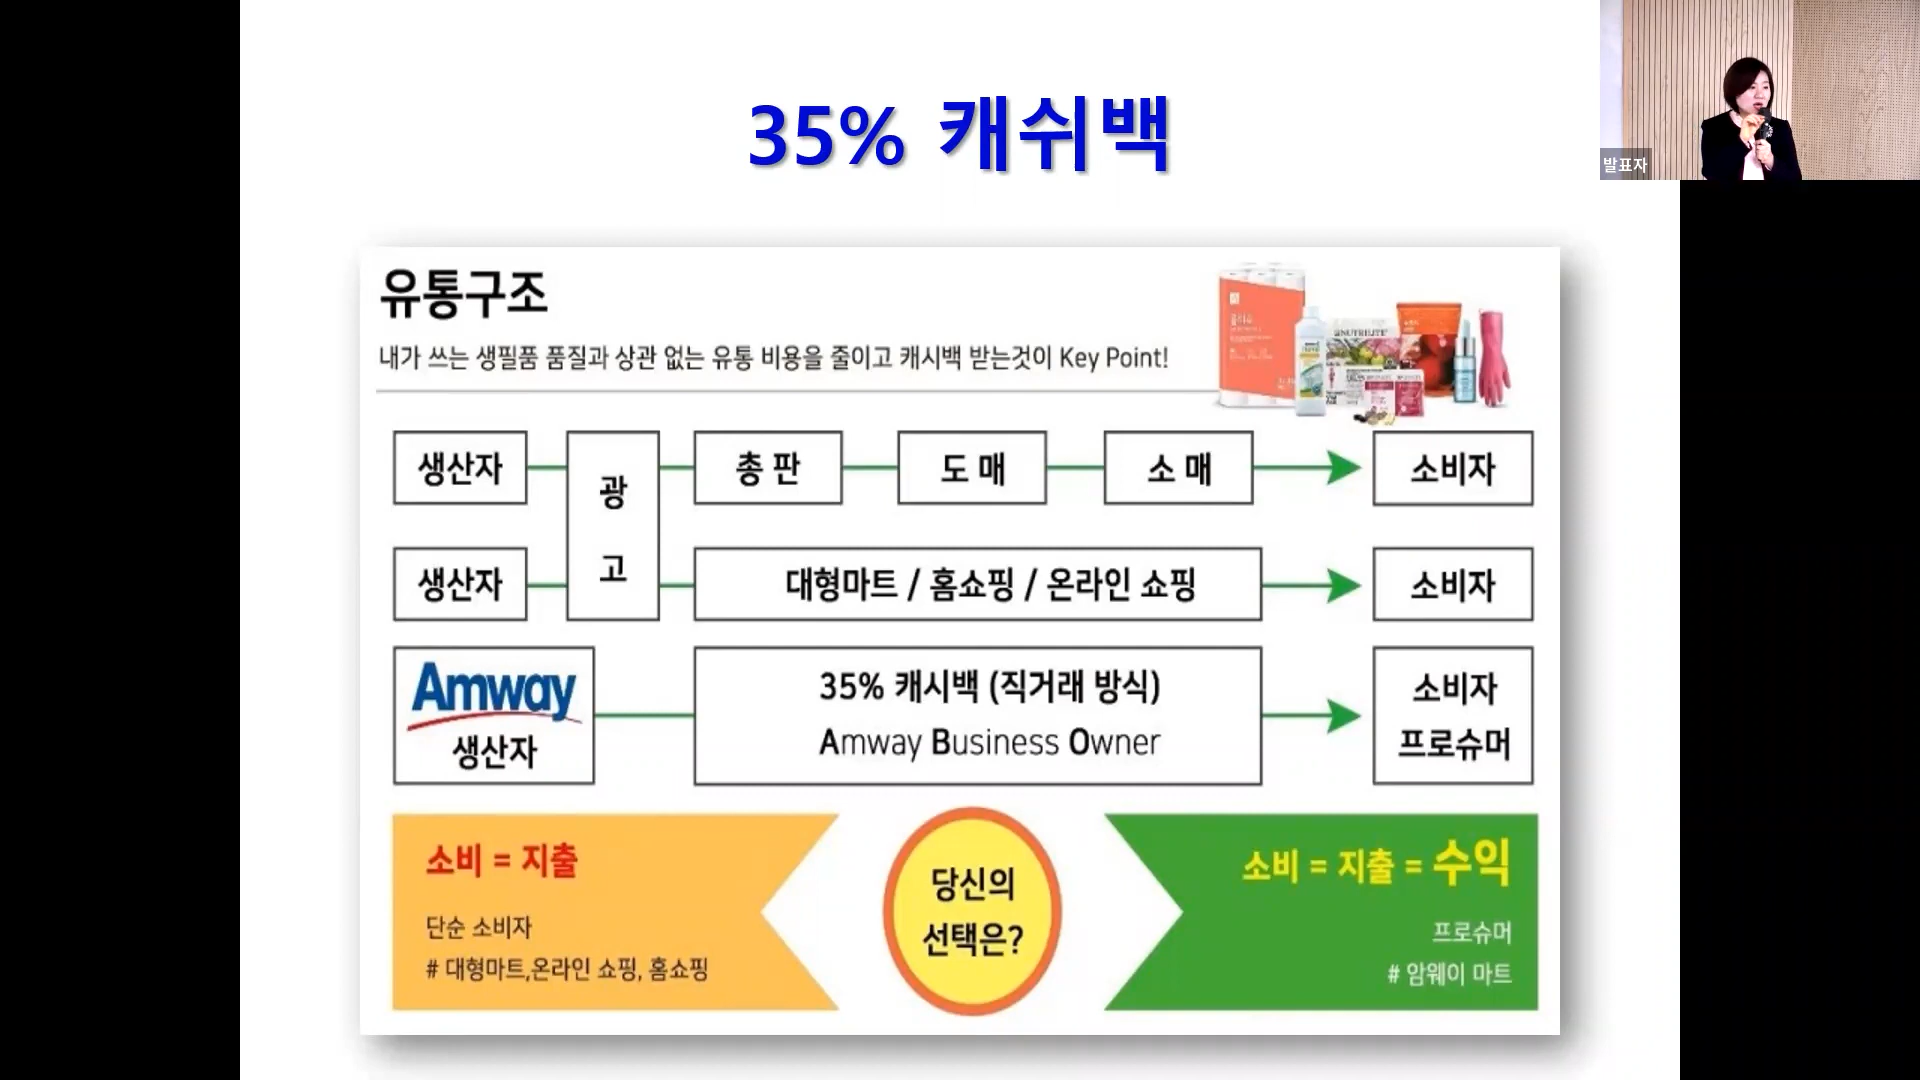 35% 캐쉬백
발표자
유통구조
내가 쓰는 생필품 품질과 상관 없는 유통 비용을 줄이고 캐시백 받는것이 Key Point!
NUTRILITE
생산자
광
고
총 판
도 매
소 매
소비자
생산자
대형마트 / 홈쇼핑 / 온라인 쇼핑
소비자
Amway
생산자
35% 캐시백 (직거래 방식)
Amway Business Owner
소비자
프로슈머
소비 = 지출
단순 소비자
# 대형마트,온라인 쇼핑, 홈쇼핑
당신의
선택은?
소비 = 지출 = 수익
프로슈머
# 암웨이 마트